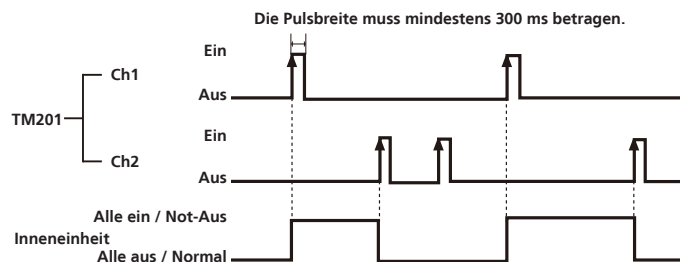 Die Pulsbreite muss mindestens 300 ms betragen.
Ein
Ch1
Aus
TM201
Ein
Ch2
Aus
Alle ein / Not-Aus
Inneneinheit
Alle aus / Normal